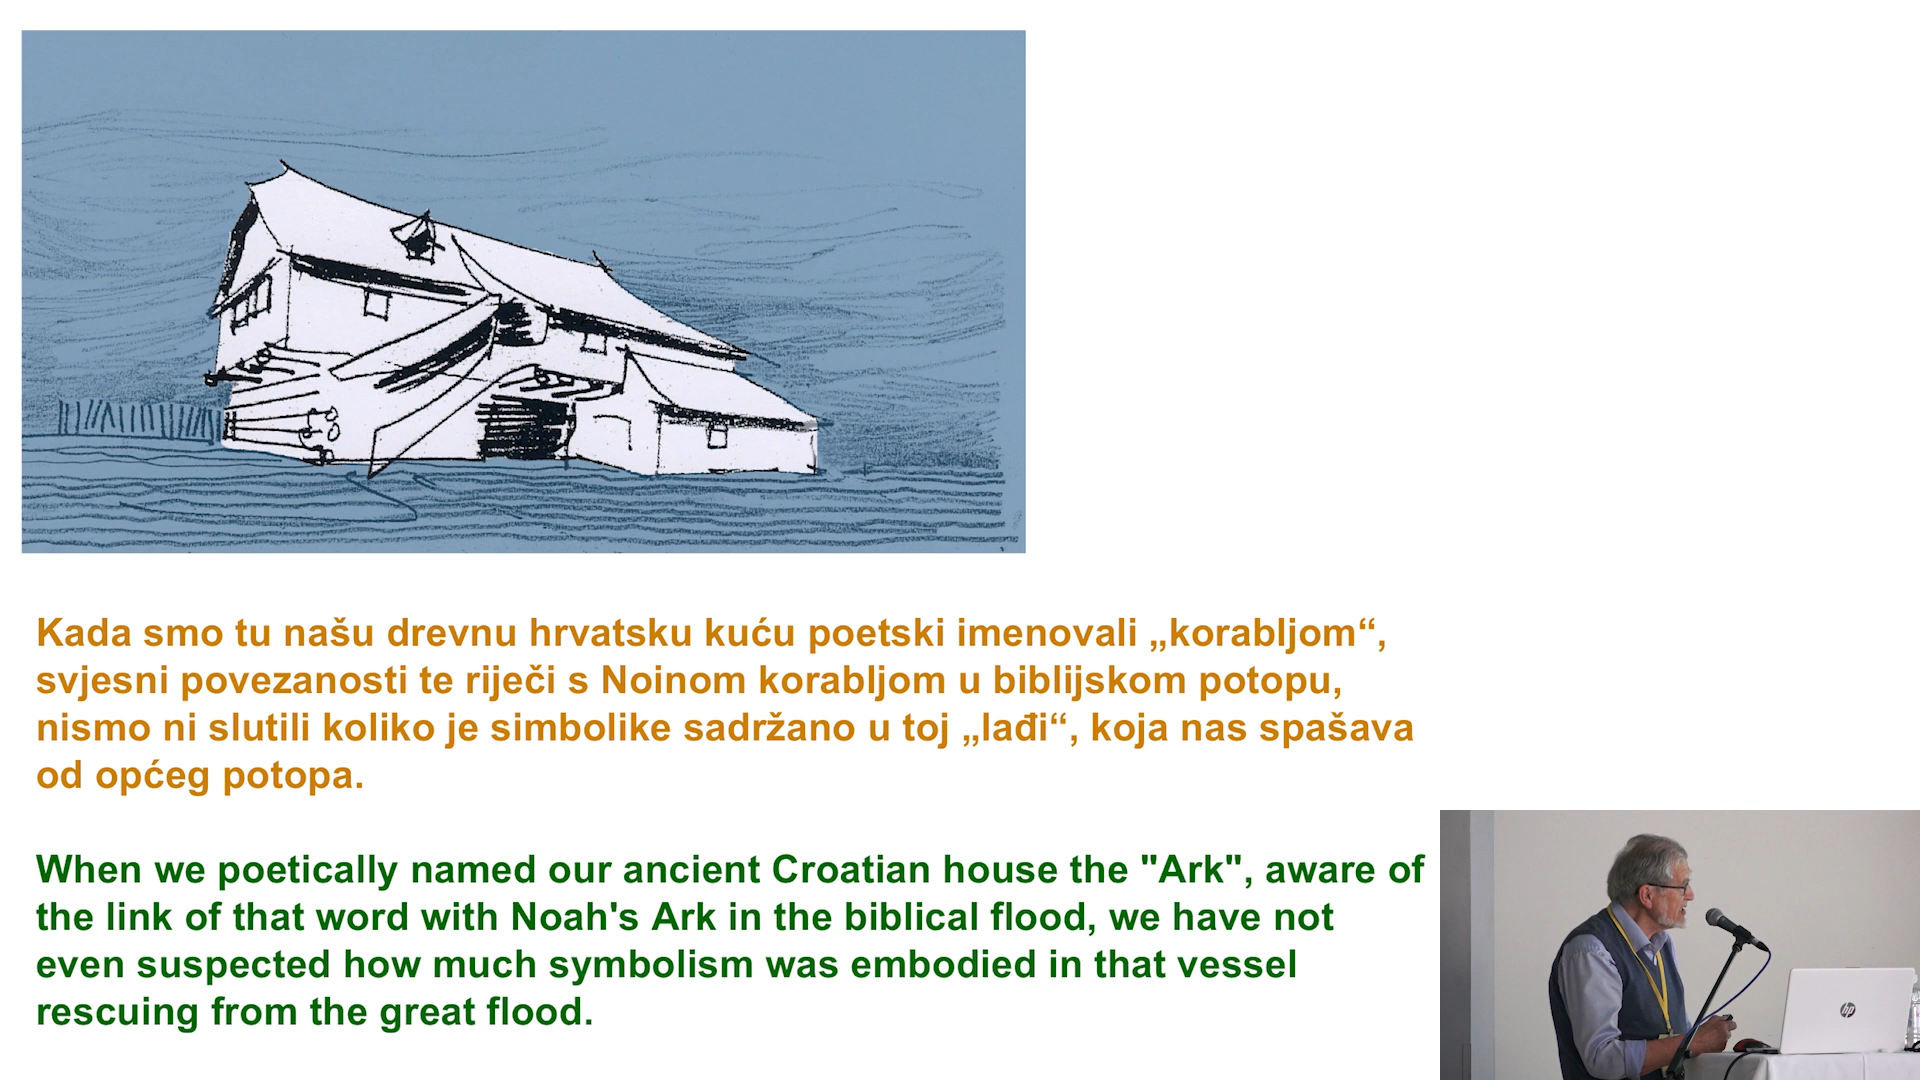 Kada smo tu našu drevnu hrvatsku kuću poetski imenovali „korabljom“,
svjesni povezanosti te riječi s Noinom korabljom u biblijskom potopu,
nismo ni slutili koliko je simbolike sadržano u toj „lađi“, koja nas spašava
od općeg potopa.
When we poetically named our ancient Croatian house the "Ark", aware of
the link of that word with Noah's Ark in the biblical flood, we have not
even suspected how much symbolism was embodied in that vessel
rescuing from the great flood.
hp